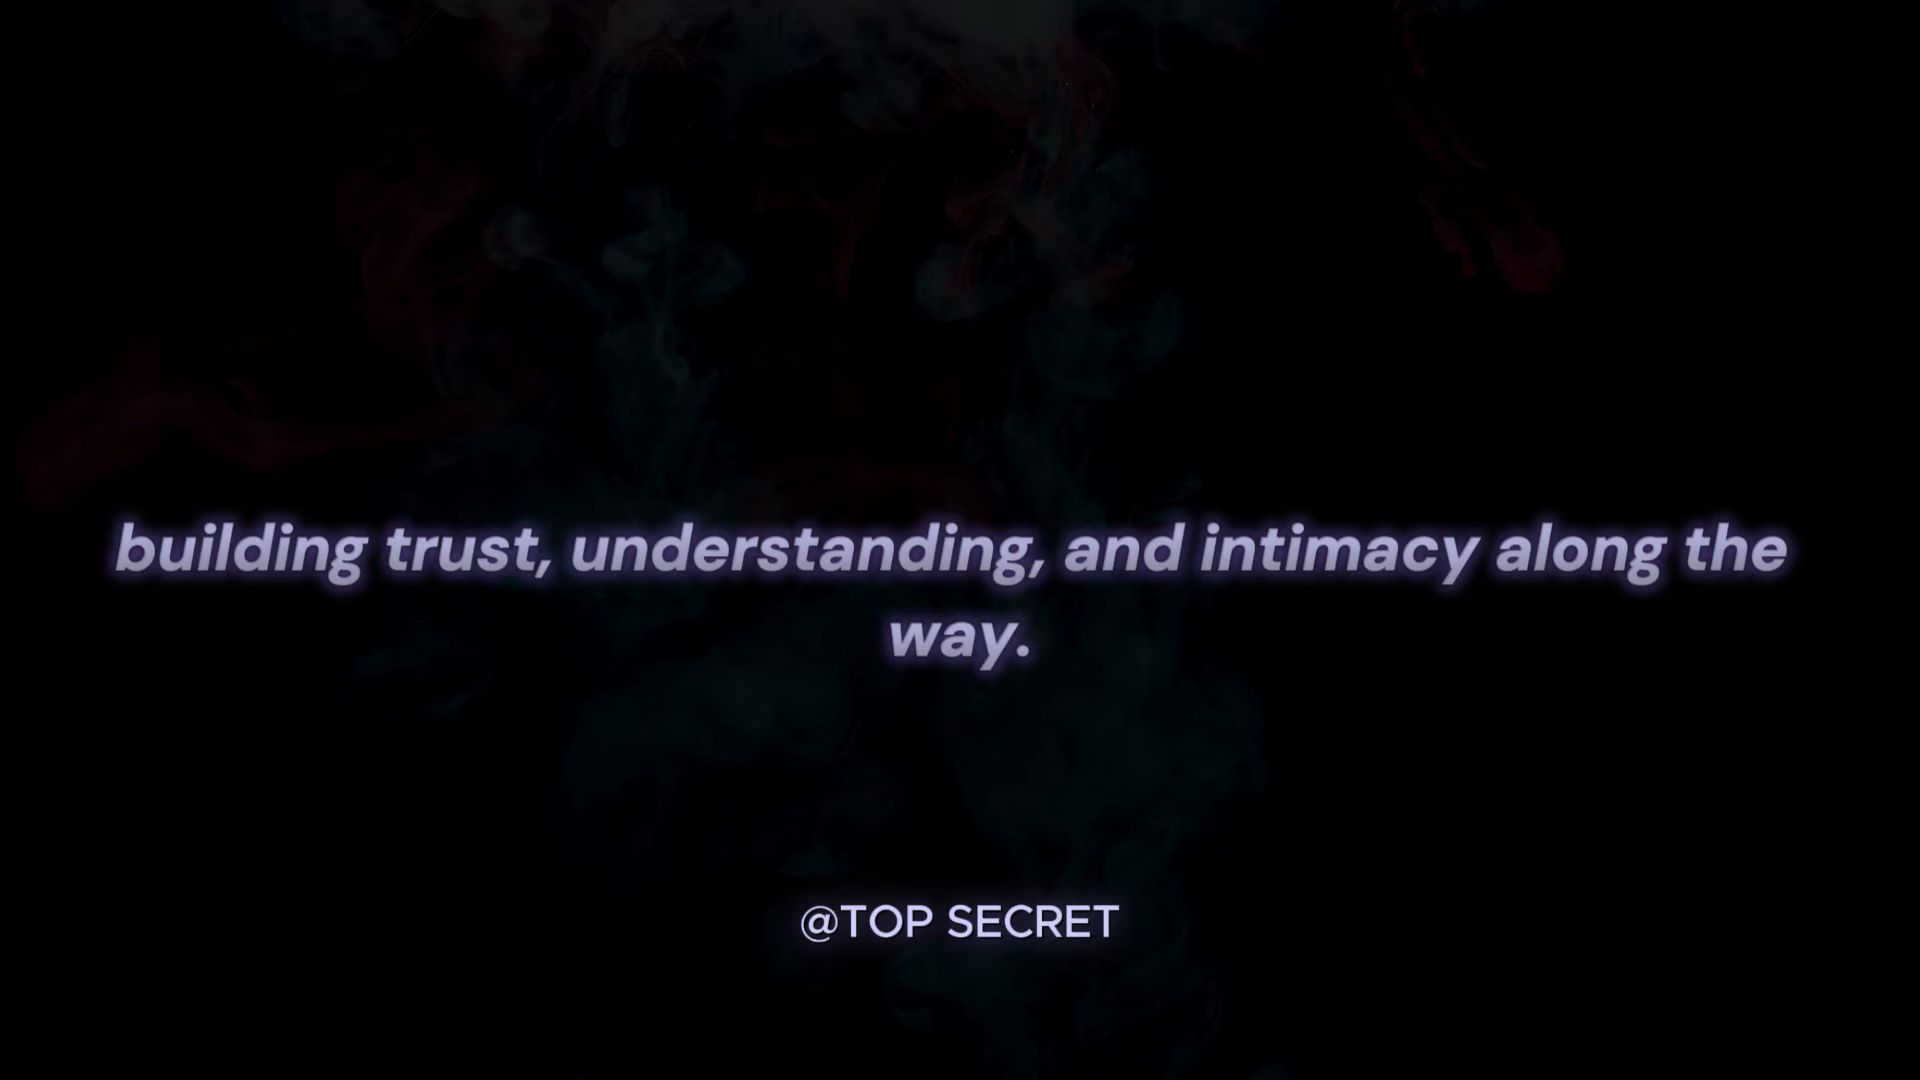 building trust, understanding, and intimacy along the
way.
@TOP SECRET